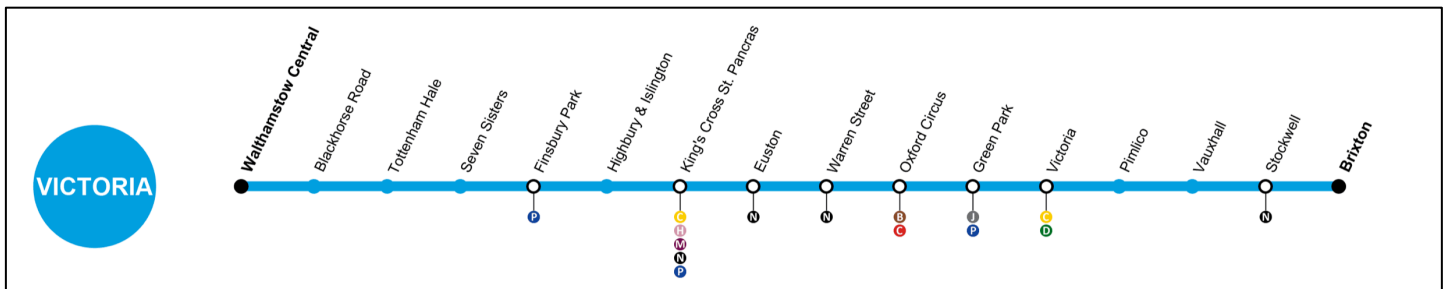 VICTORIA
Walthamstow Central
Blackhorse Road
Tottenham Hale
Seven Sisters
Finsbury Park
P
Highbury & Islington
King's Cross St. Pancras
C
H
M
N
P
Euston
N
Warren Street
N
Oxford Circus
B
C
Green Park
J
P
Victoria
C
D
Pimlico
Vauxhall
Stockwell
N
Brixton